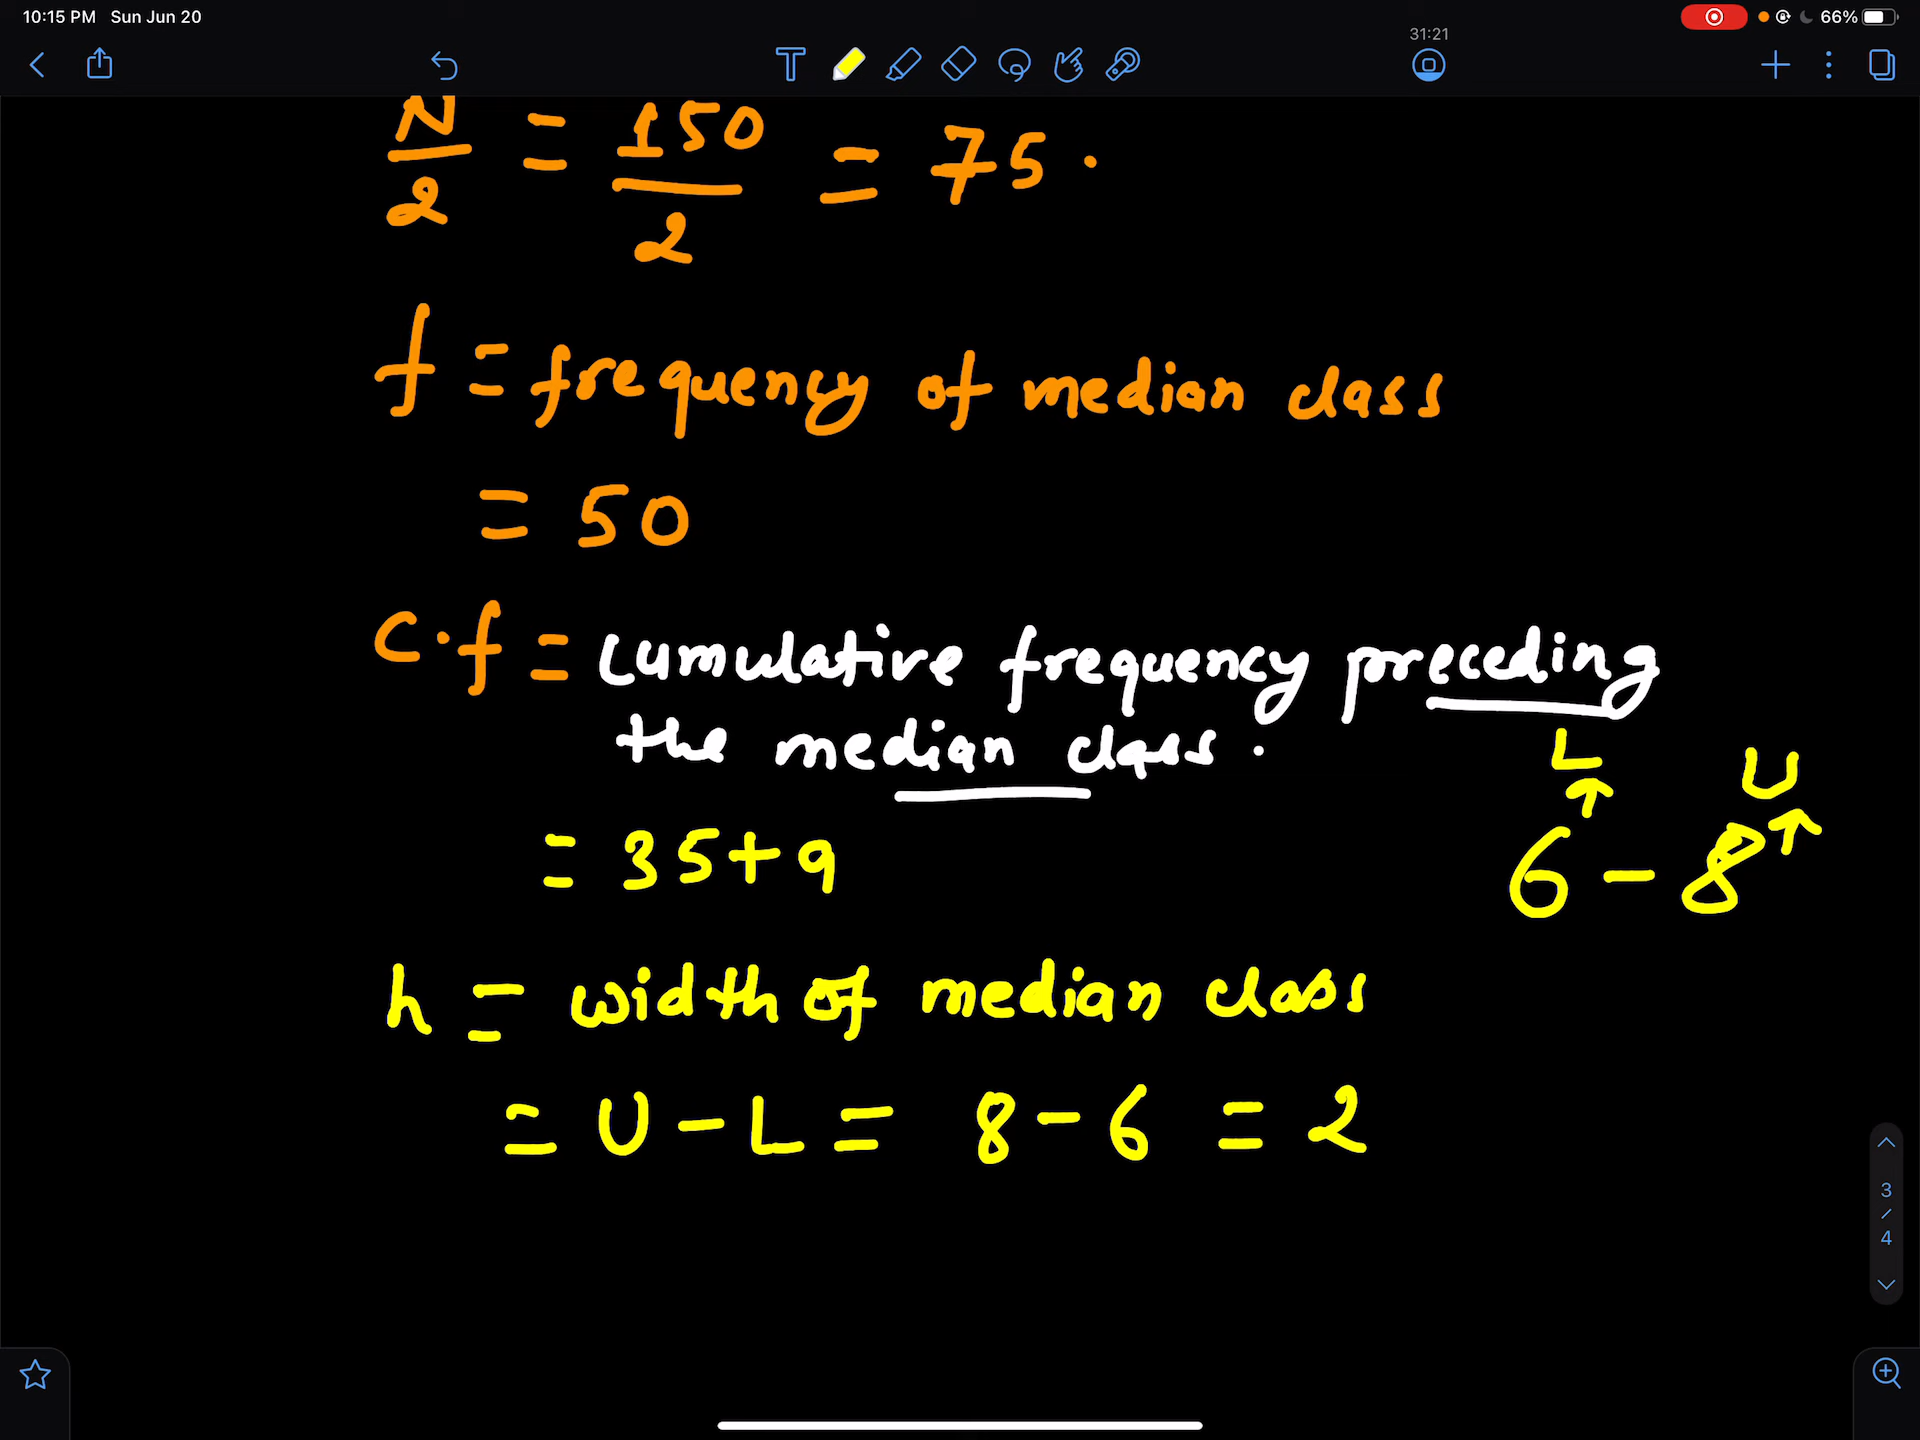 10:15 PM Sun Jun 20
66%
31:21
N/2 = 150/2 = 75.
f = frequency of median class
= 50
c.f = cumulative frequency preceding
the median class.
L U
= 35+9
6 - 8
h = width of median class
= U - L = 8 - 6 = 2
3
/
4